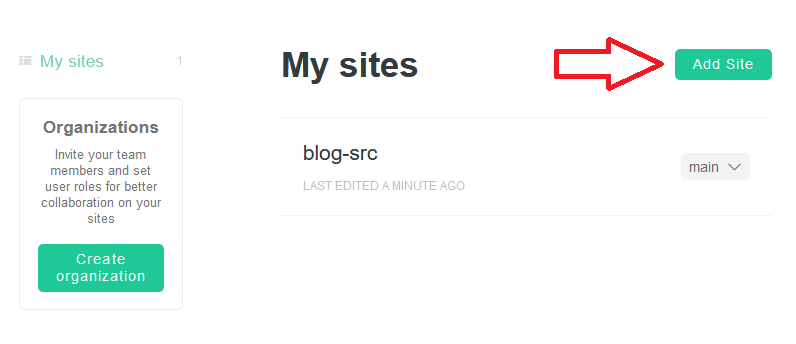 My sites 1
Organizations
Invite your team
members and set
user roles for better
collaboration on your
sites
Create
organization
My sites
Add Site
blog-src
LAST EDITED A MINUTE AGO
main